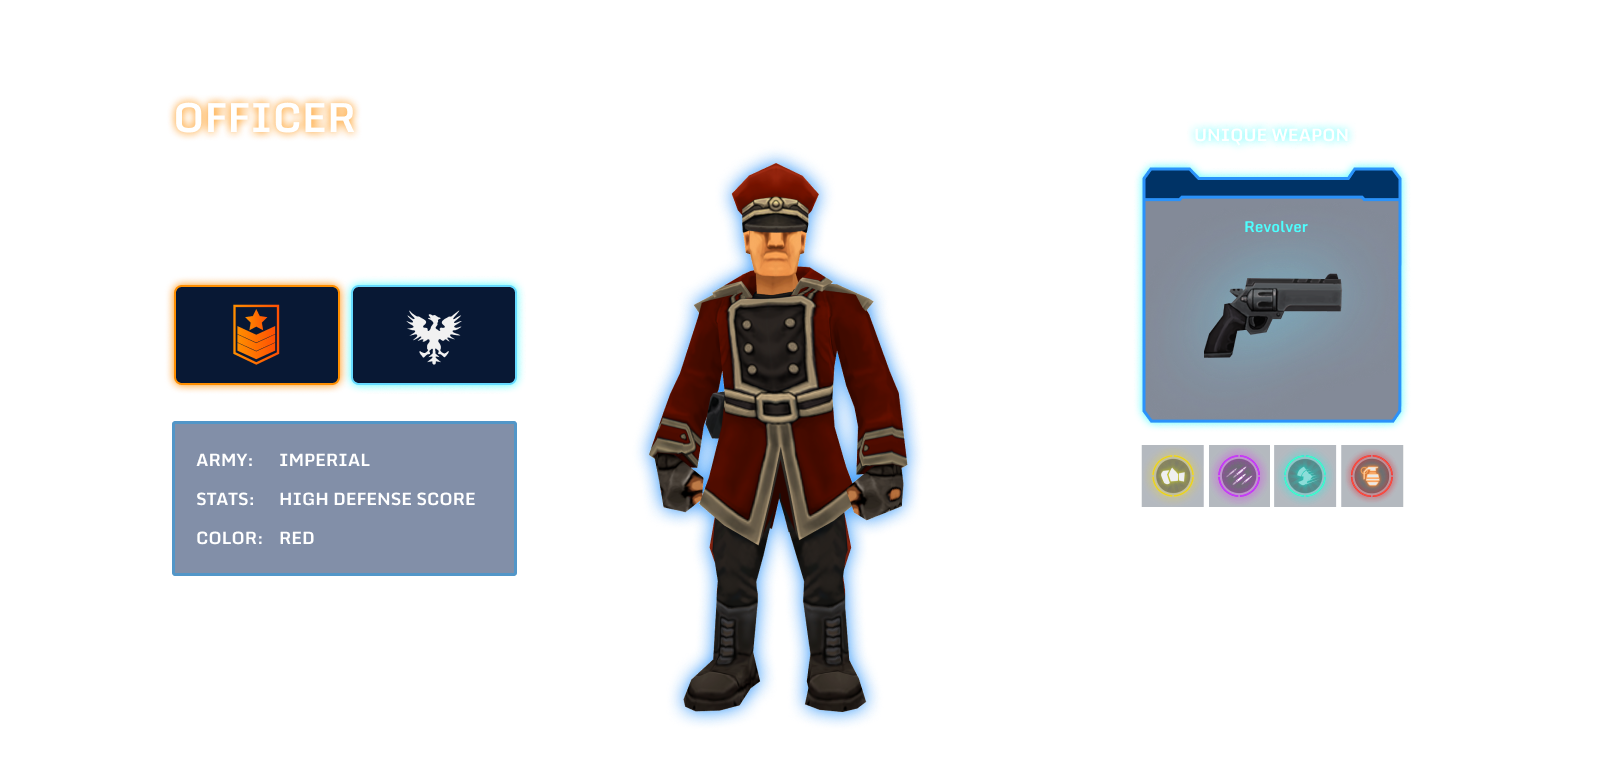 OFFICER
UNIQUE WEAPON
Revolver
ARMY: IMPERIAL
STATS: HIGH DEFENSE SCORE
COLOR: RED